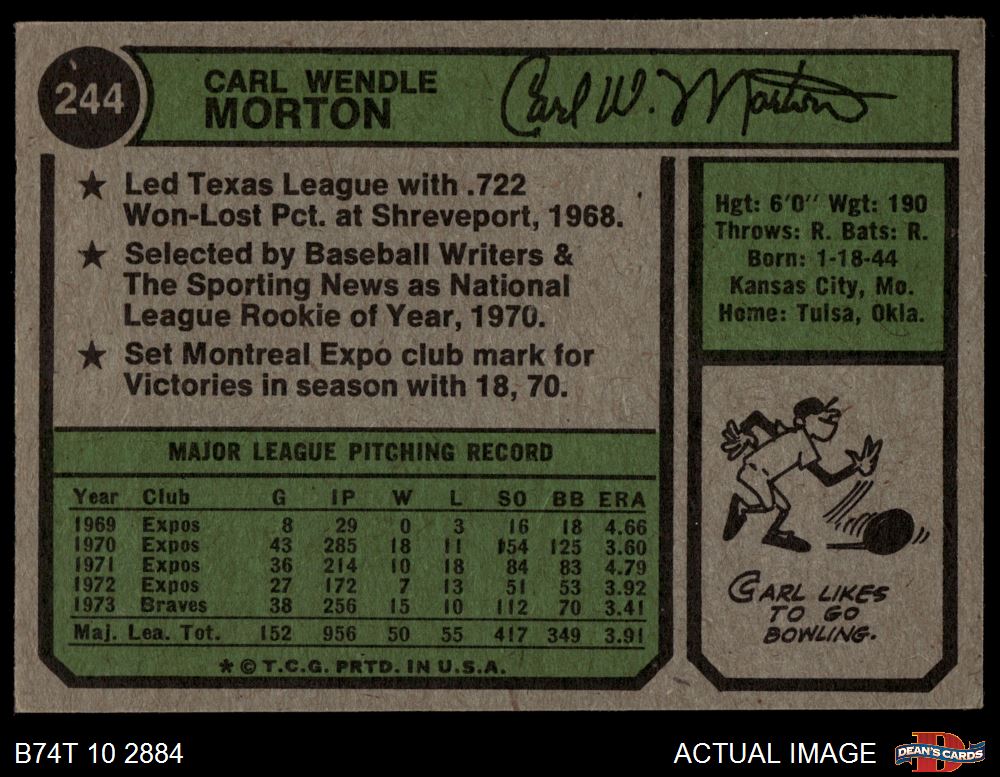 244
CARL WENDLE
MORTON
Carl W. Morton
★ Led Texas League with .722
Won-Lost Pct. at Shreveport, 1968.
★ Selected by Baseball Writers &
The Sporting News as National
League Rookie of Year, 1970.
★ Set Montreal Expo club mark for
Victories in season with 18, 70.
Hgt: 6'0" Wgt: 190
Throws: R. Bats: R.
Born: 1-18-44
Kansas City, Mo.
Home: Tulsa, Okla.
MAJOR LEAGUE PITCHING RECORD
Year Club G IP W L SO BB ERA
1969 Expos 8 29 0 3 16 18 4.66
1970 Expos 43 285 18 11 154 125 3.60
1971 Expos 36 214 10 18 84 83 4.79
1972 Expos 27 172 7 13 51 53 3.92
1973 Braves 38 256 15 10 112 70 3.41
Maj. Lea. Tot. 152 956 50 55 417 349 3.91
* © T.C.G. PRTD. IN U.S.A.
CARL LIKES
TO GO
BOWLING.
B74T 10 2884
ACTUAL IMAGE
D
DEAN'S CARDS